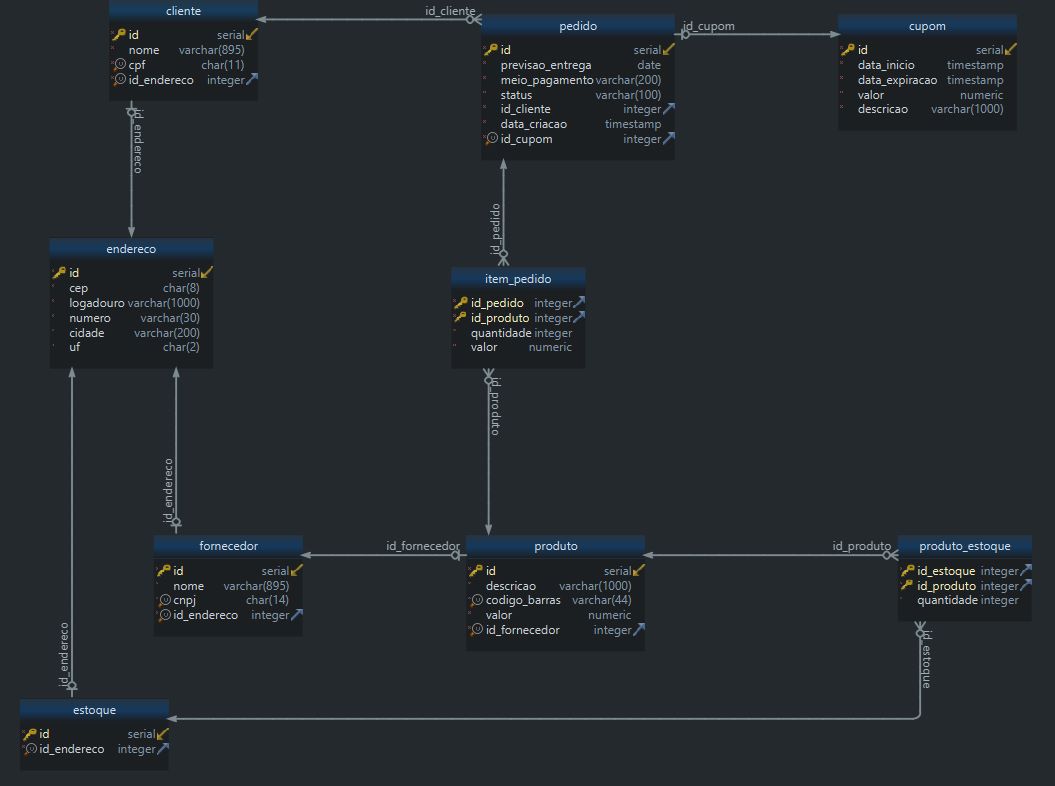 cliente
id serial
nome varchar(895)
cpf char(11)
id_endereco integer
id_cliente
pedido
id serial
previsao_entrega date
meio_pagamento varchar(200)
status varchar(100)
id_cliente integer
data_criacao timestamp
id_cupom integer
id_cupom
cupom
id serial
data_inicio timestamp
data_expiracao timestamp
valor numeric
descricao varchar(1000)
id_endereco
endereco
id serial
cep char(8)
logadouro varchar(1000)
numero varchar(30)
cidade varchar(200)
uf char(2)
id_pedido
item_pedido
id_pedido integer
id_produto integer
quantidade integer
valor numeric
id_produto
id_endereco
fornecedor
id serial
nome varchar(895)
cnpj char(14)
id_endereco integer
id_fornecedor
produto
id serial
descricao varchar(1000)
codigo_barras varchar(44)
valor numeric
id_fornecedor integer
id_produto
produto_estoque
id_estoque integer
id_produto integer
quantidade integer
id_estoque
id_endereco
estoque
id serial
id_endereco integer